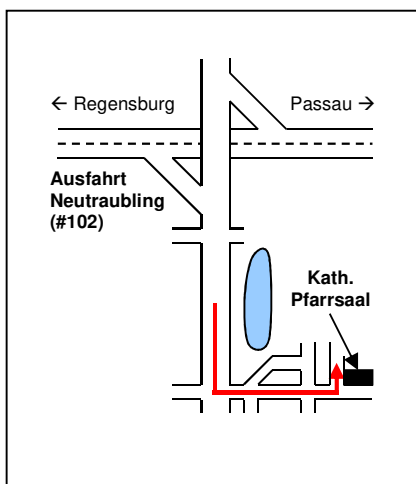 ← Regensburg
Passau →
Ausfahrt
Neutraubling
(#102)
Kath.
Pfarrsaal